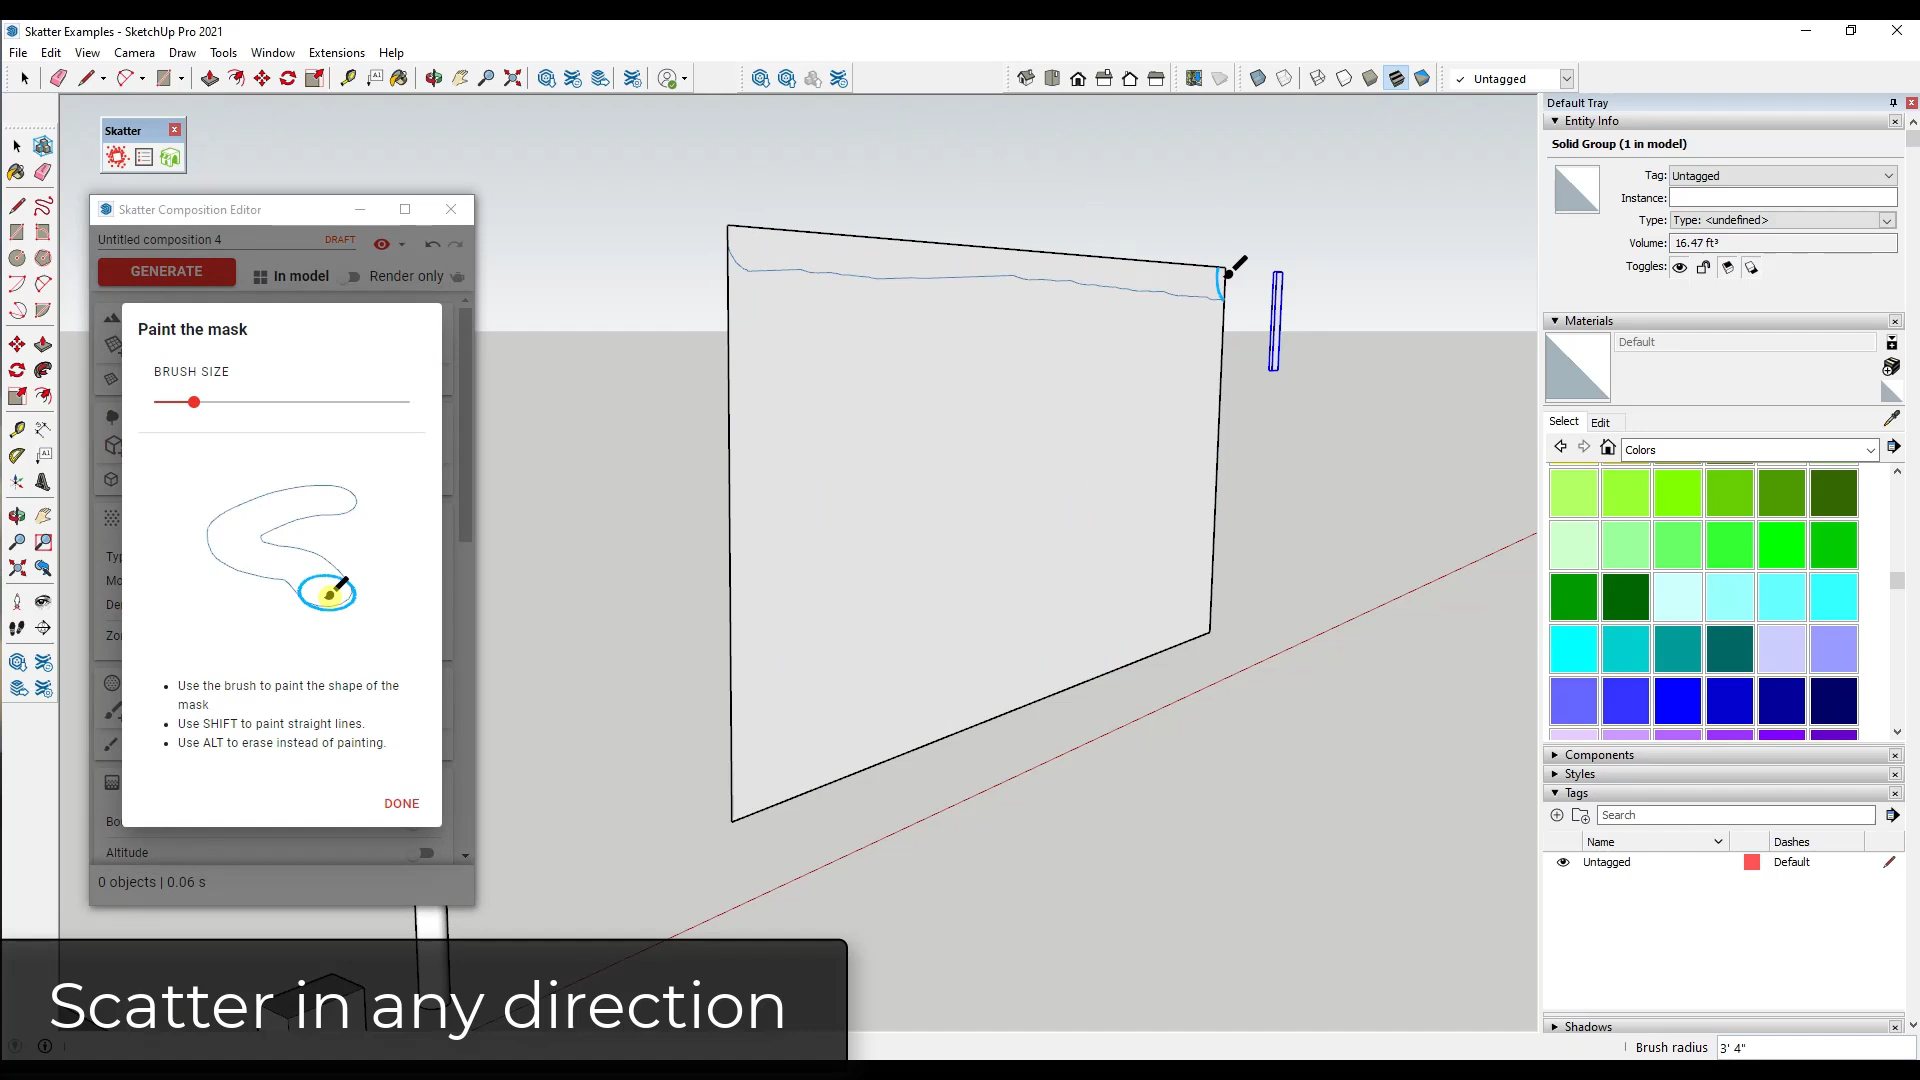 Skatter Examples - SketchUp Pro 2021
File Edit View Camera Draw Tools Window Extensions Help
Untagged
Default Tray
Entity Info
Solid Group (1 in model)
Tag: Untagged
Instance:
Type: Type: <undefined>
Volume: 16.47 ft³
Toggles:
Materials
Default
Select Edit
Colors
Components
Styles
Tags
Search
Name Dashes
Untagged Default
Shadows
Brush radius 3' 4"
Skatter
Skatter Composition Editor
Untitled composition 4 DRAFT
GENERATE In model Render only
Paint the mask
BRUSH SIZE
• Use the brush to paint the shape of the
mask
• Use SHIFT to paint straight lines.
• Use ALT to erase instead of painting.
DONE
Typ
Mo
De
Zo
Bo
Altitude
0 objects | 0.06 s
Scatter in any direction